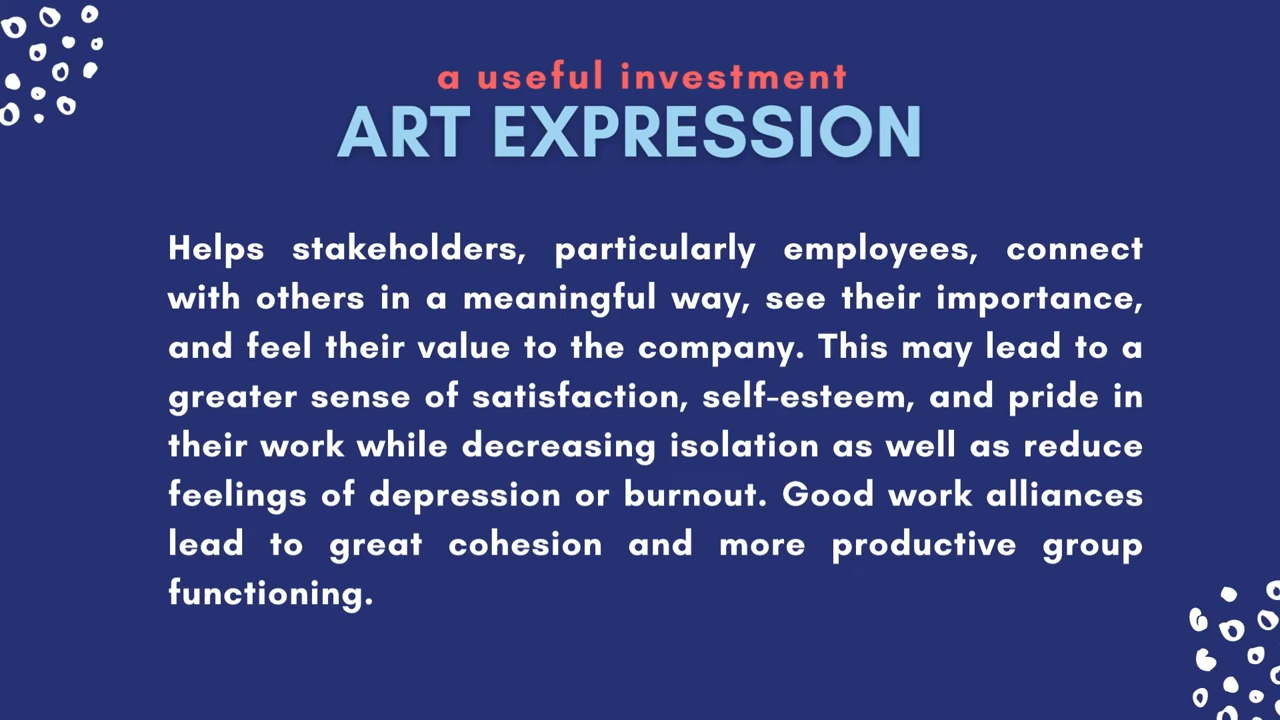 a useful investment
ART EXPRESSION
Helps stakeholders, particularly employees, connect
with others in a meaningful way, see their importance,
and feel their value to the company. This may lead to a
greater sense of satisfaction, self-esteem, and pride in
their work while decreasing isolation as well as reduce
feelings of depression or burnout. Good work alliances
lead to great cohesion and more productive group
functioning.